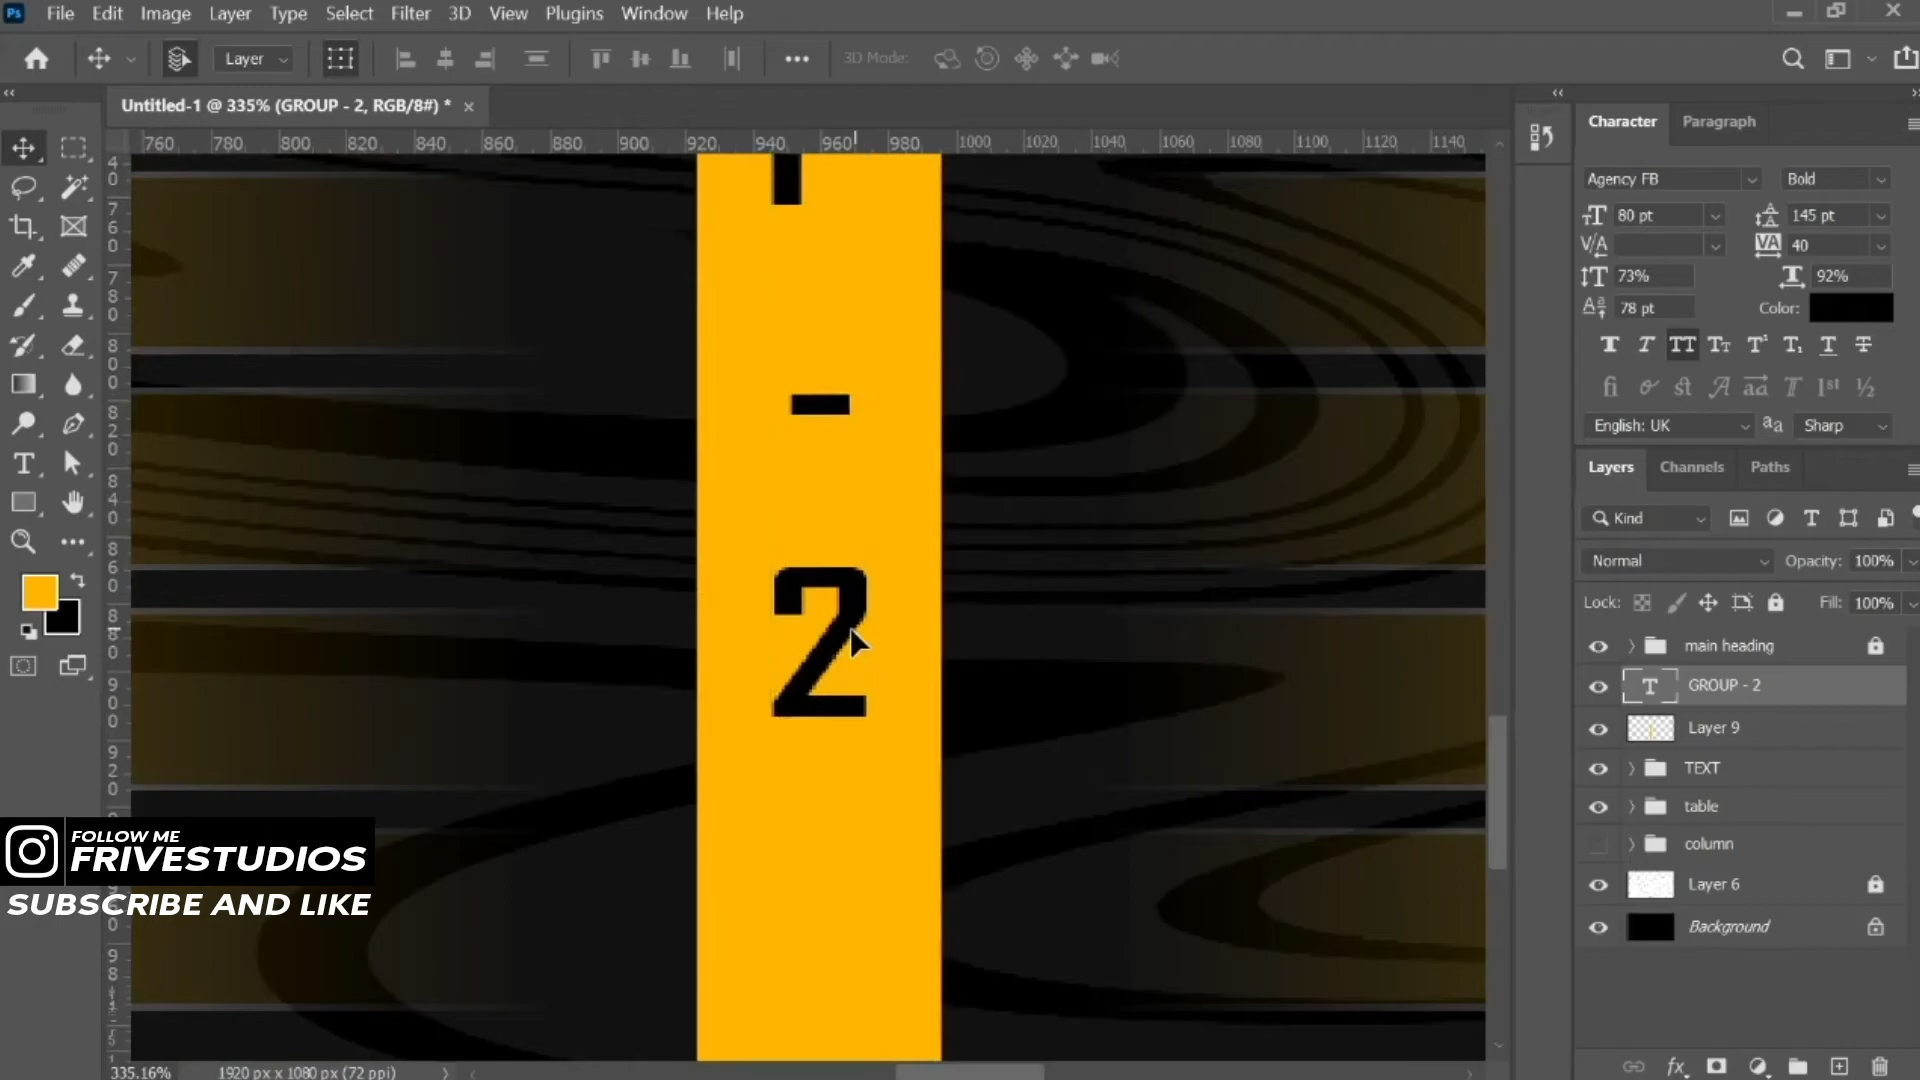 Ps File Edit Image Layer Type Select Filter 3D View Plugins Window Help
Layer 3D Mode:
Untitled-1 @ 335% (GROUP - 2, RGB/8#) *
760 780 800 820 840 860 880 900 920 940 960 980 1000 1020 1040 1060 1080 1100 1120 1140
Character Paragraph
Agency FB Bold
80 pt 145 pt
40
73% 92%
78 pt Color:
English: UK aa Sharp
Layers Channels Paths
Kind
Normal Opacity: 100%
Lock: Fill: 100%
main heading
GROUP - 2
Layer 9
TEXT
table
column
Layer 6
Background
-
2
FOLLOW ME
FRIVESTUDIOS
SUBSCRIBE AND LIKE
335.16% 1920 px x 1080 px (72 ppi)